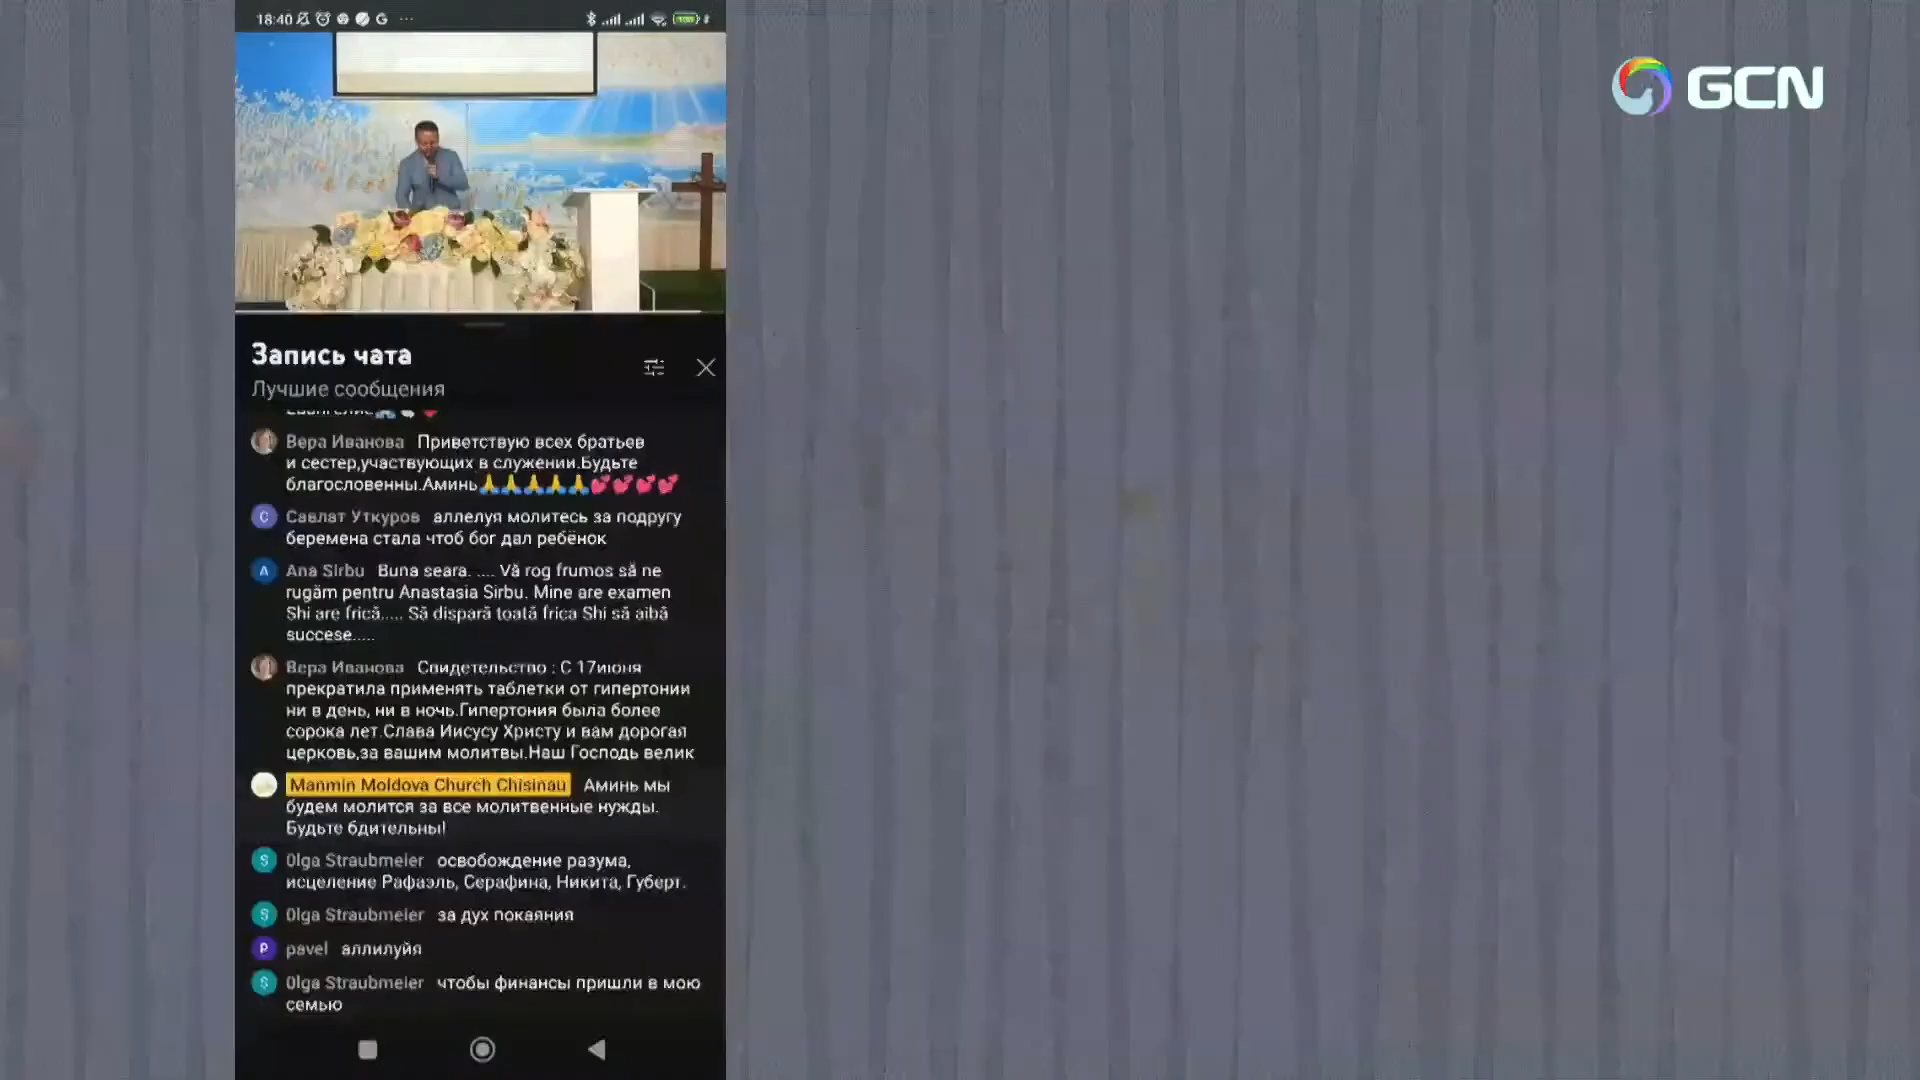 18:40
GCN
Запись чата
Лучшие сообщения
Вера Иванова Приветствую всех братьев
и сестер,участвующих в служении.Будьте
благословенны.Аминь🙏🙏🙏🙏🙏💕💕💕💕
Савлат Уткуров аллелуя молитесь за подругу
беремена стала чтоб бог дал ребёнок
Ana Sirbu Buna seara. .... Vă rog frumos să ne
rugăm pentru Anastasia Sirbu. Mine are examen
Shi are frică..... Să dispară toată frica Shi să aibă
succese.....
Вера Иванова Свидетельство : С 17июня
прекратила применять таблетки от гипертонии
ни в день, ни в ночь.Гипертония была более
сорока лет.Слава Иисусу Христу и вам дорогая
церковь,за вашим молитвы.Наш Господь велик
Manmin Moldova Church Chisinau Аминь мы
будем молится за все молитвенные нужды.
Будьте бдительны!
Olga Straubmeier освобождение разума,
исцеление Рафаэль, Серафина, Никита, Губерт.
Olga Straubmeier за дух покаяния
pavel аллилуйя
Olga Straubmeier чтобы финансы пришли в мою
семью